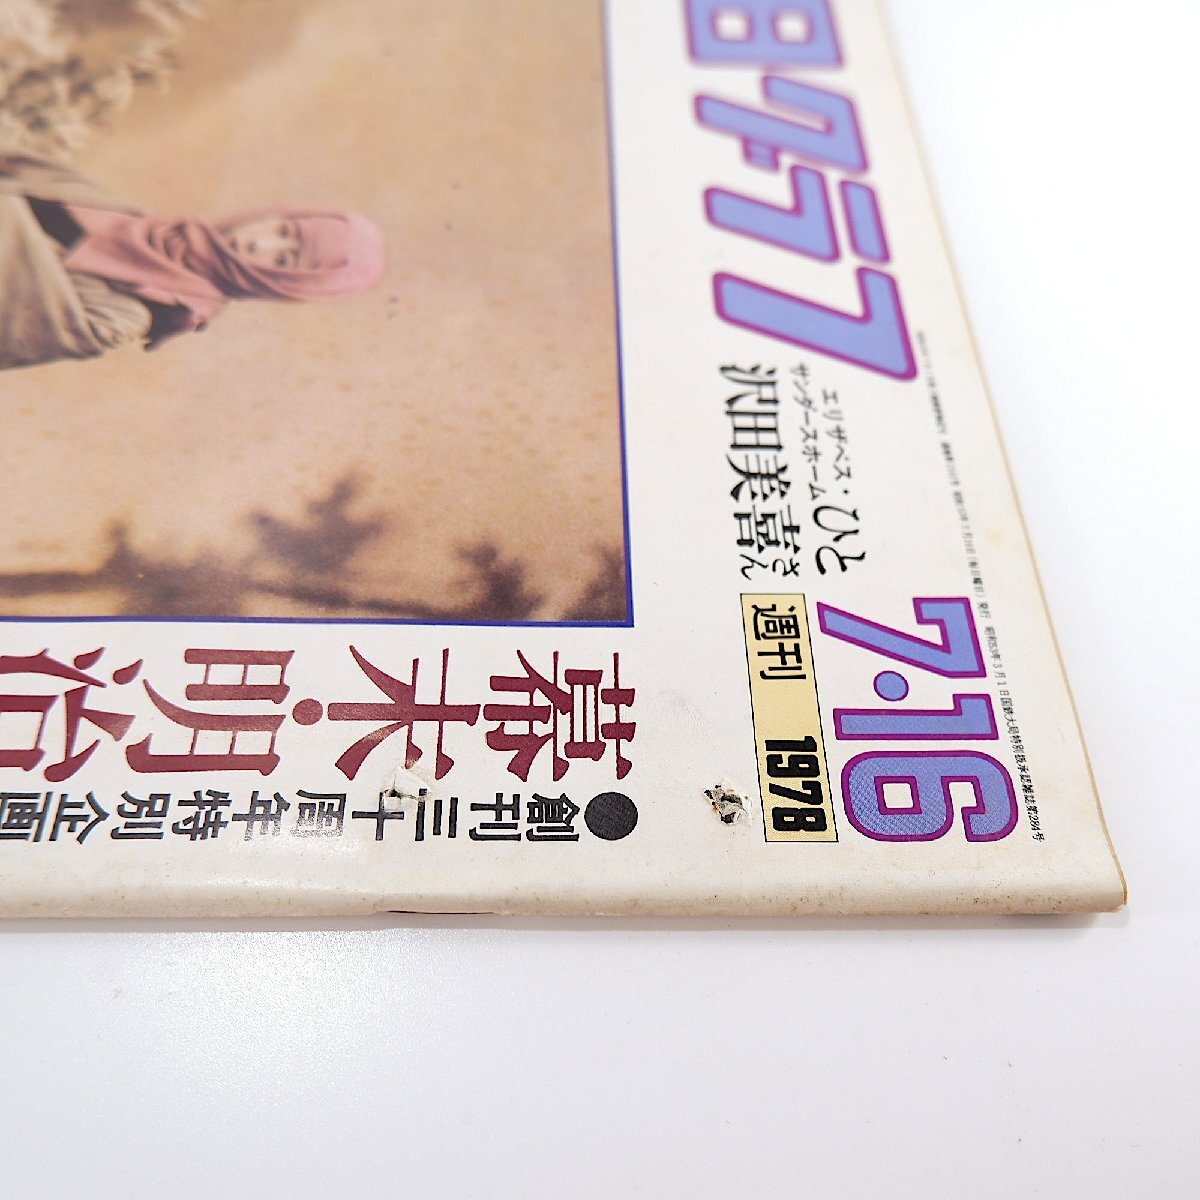 日グラフ
7・16
週刊 1978
ひと
エリザベス・
サンダースホーム
沢田美喜さん
●創刊三十周年特別企画
幕末・明治